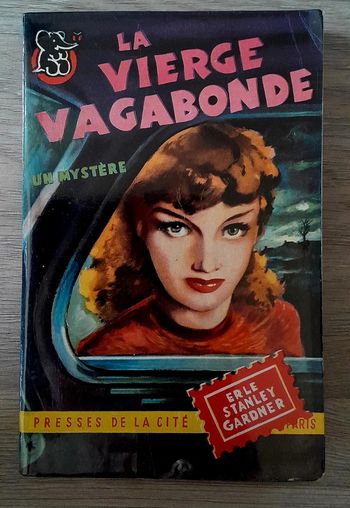 LA
VIERGE
VAGABONDE
UN MYSTÈRE
ERLE
STANLEY
GARDNER
PRESSES DE LA CITÉ PARIS